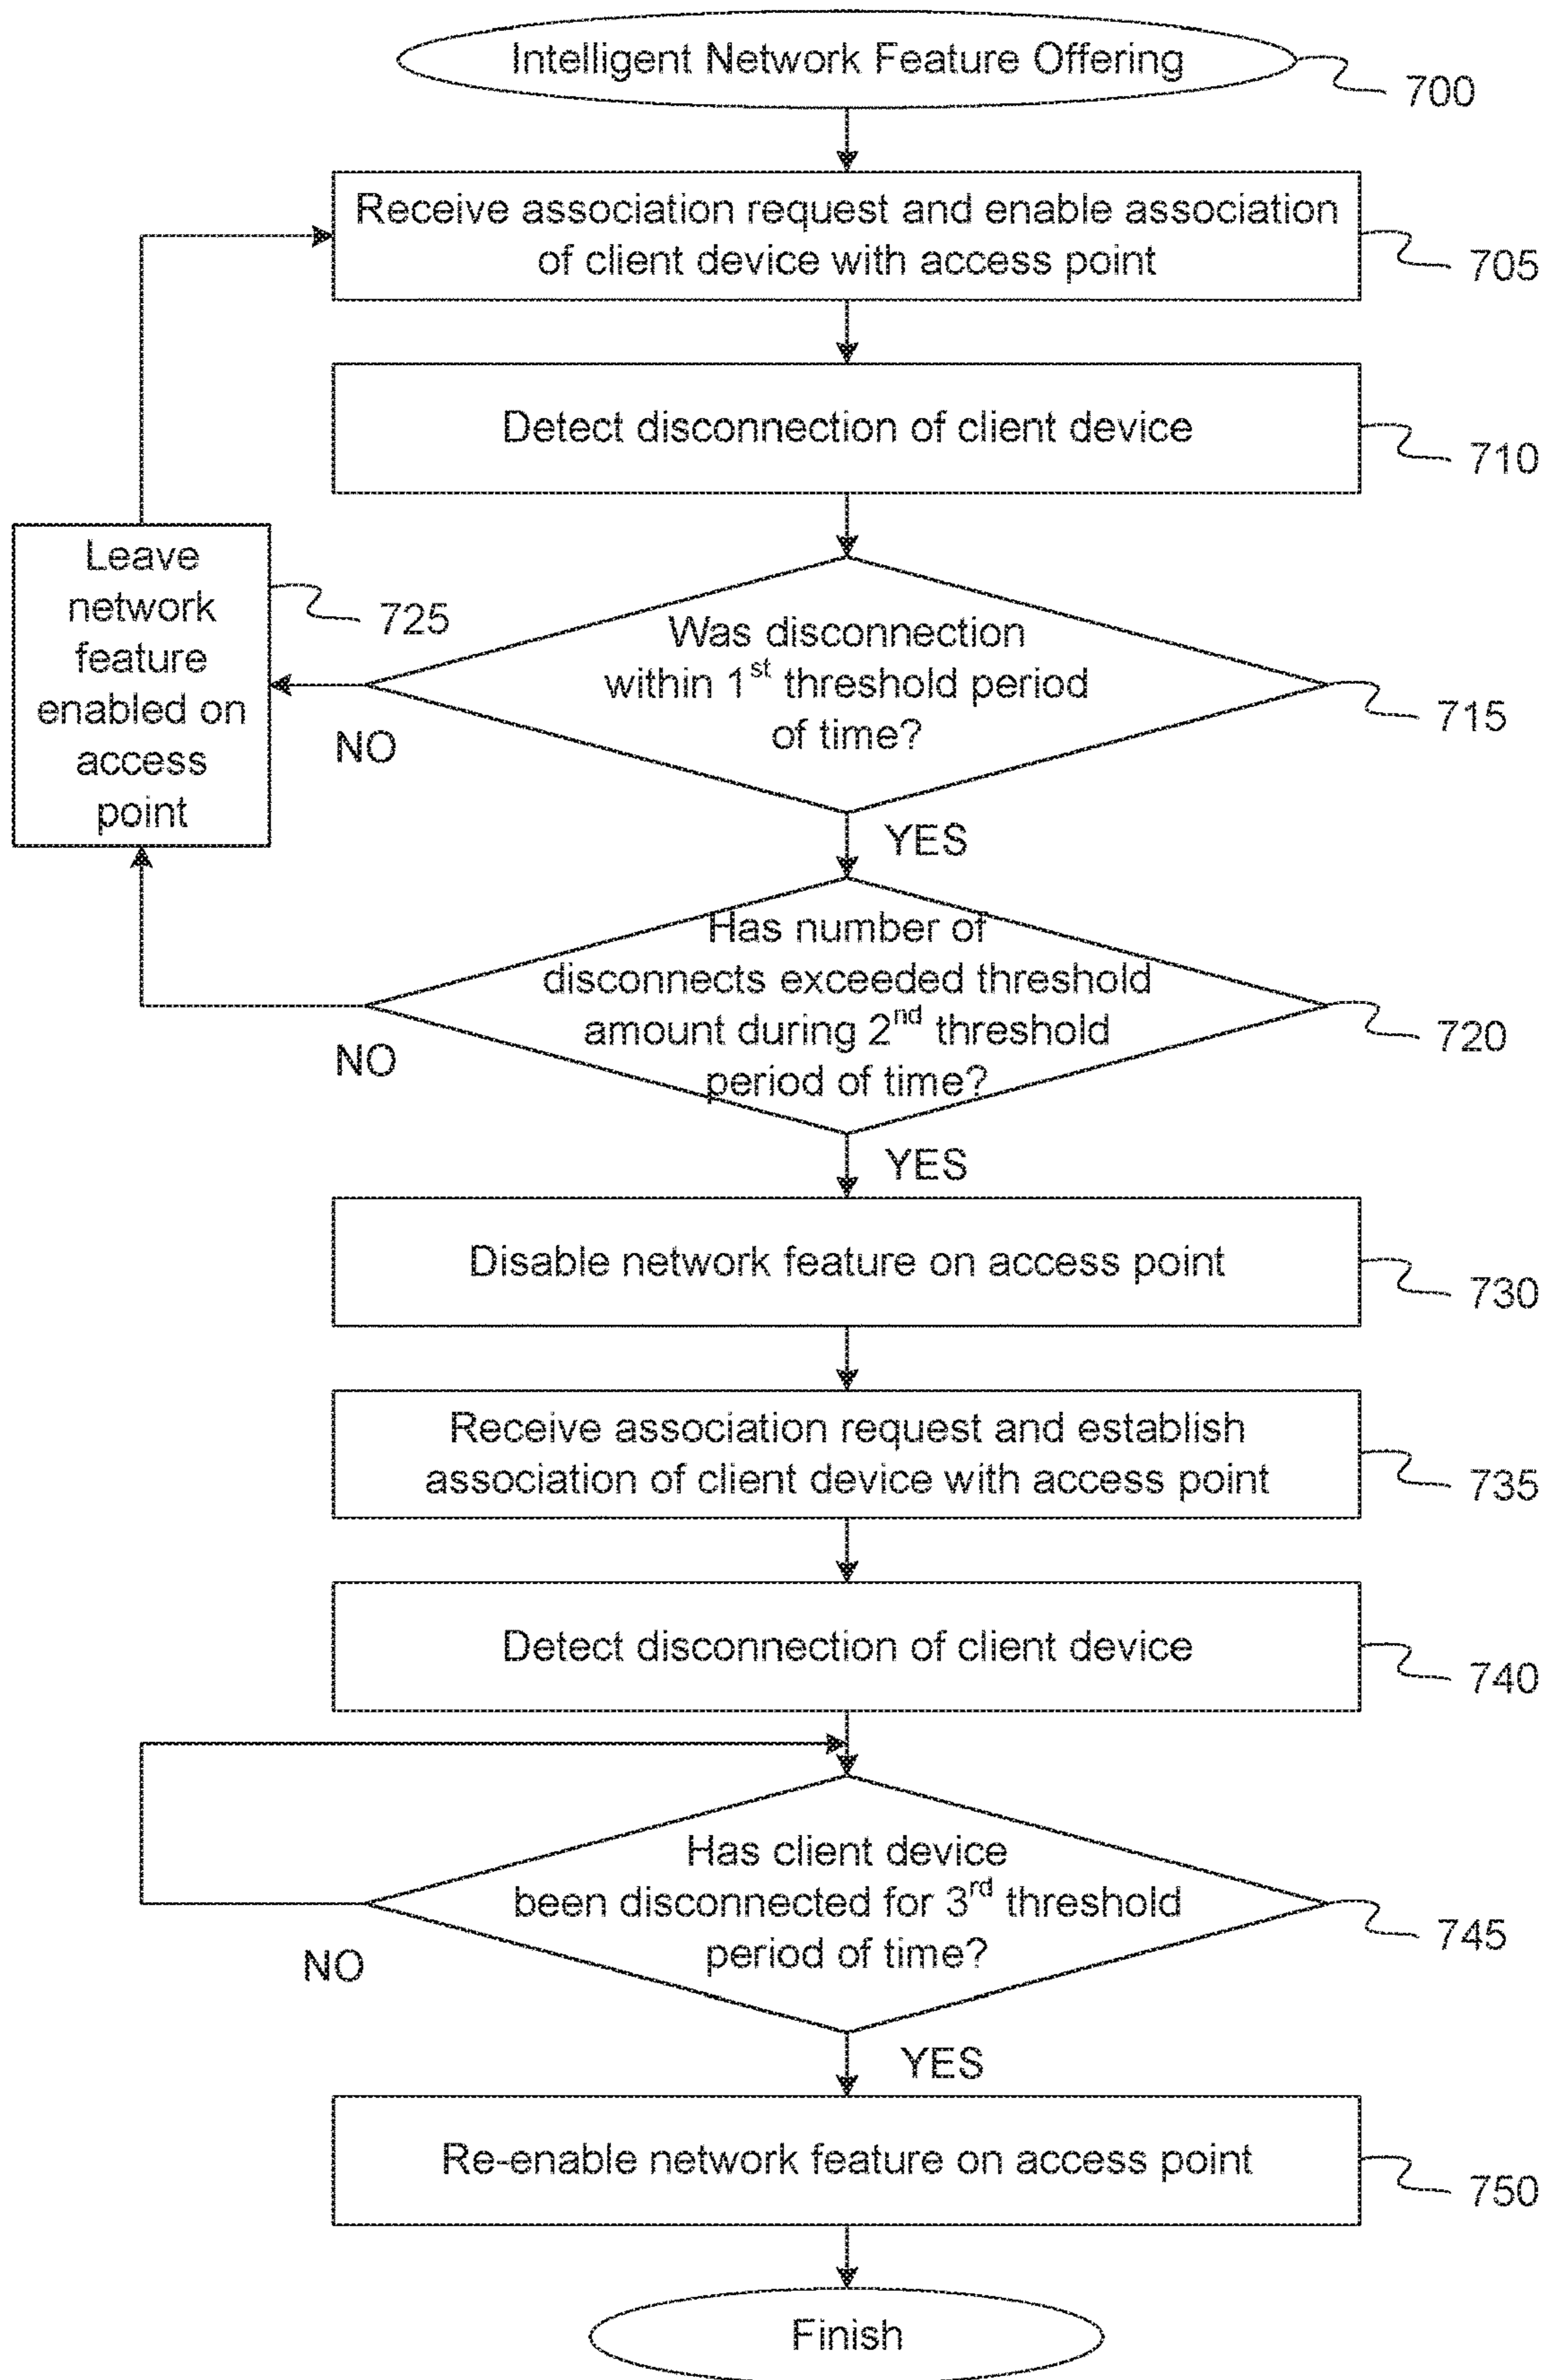 Intelligent Network Feature Offering
700
Receive association request and enable association
of client device with access point
705
Detect disconnection of client device
710
Leave
network
feature
enabled on
access
point
725
Was disconnection
within 1st threshold period
of time?
715
NO
YES
Has number of
disconnects exceeded threshold
amount during 2nd threshold
period of time?
720
NO
YES
Disable network feature on access point
730
Receive association request and establish
association of client device with access point
735
Detect disconnection of client device
740
Has client device
been disconnected for 3rd threshold
period of time?
745
NO
YES
Re-enable network feature on access point
750
Finish